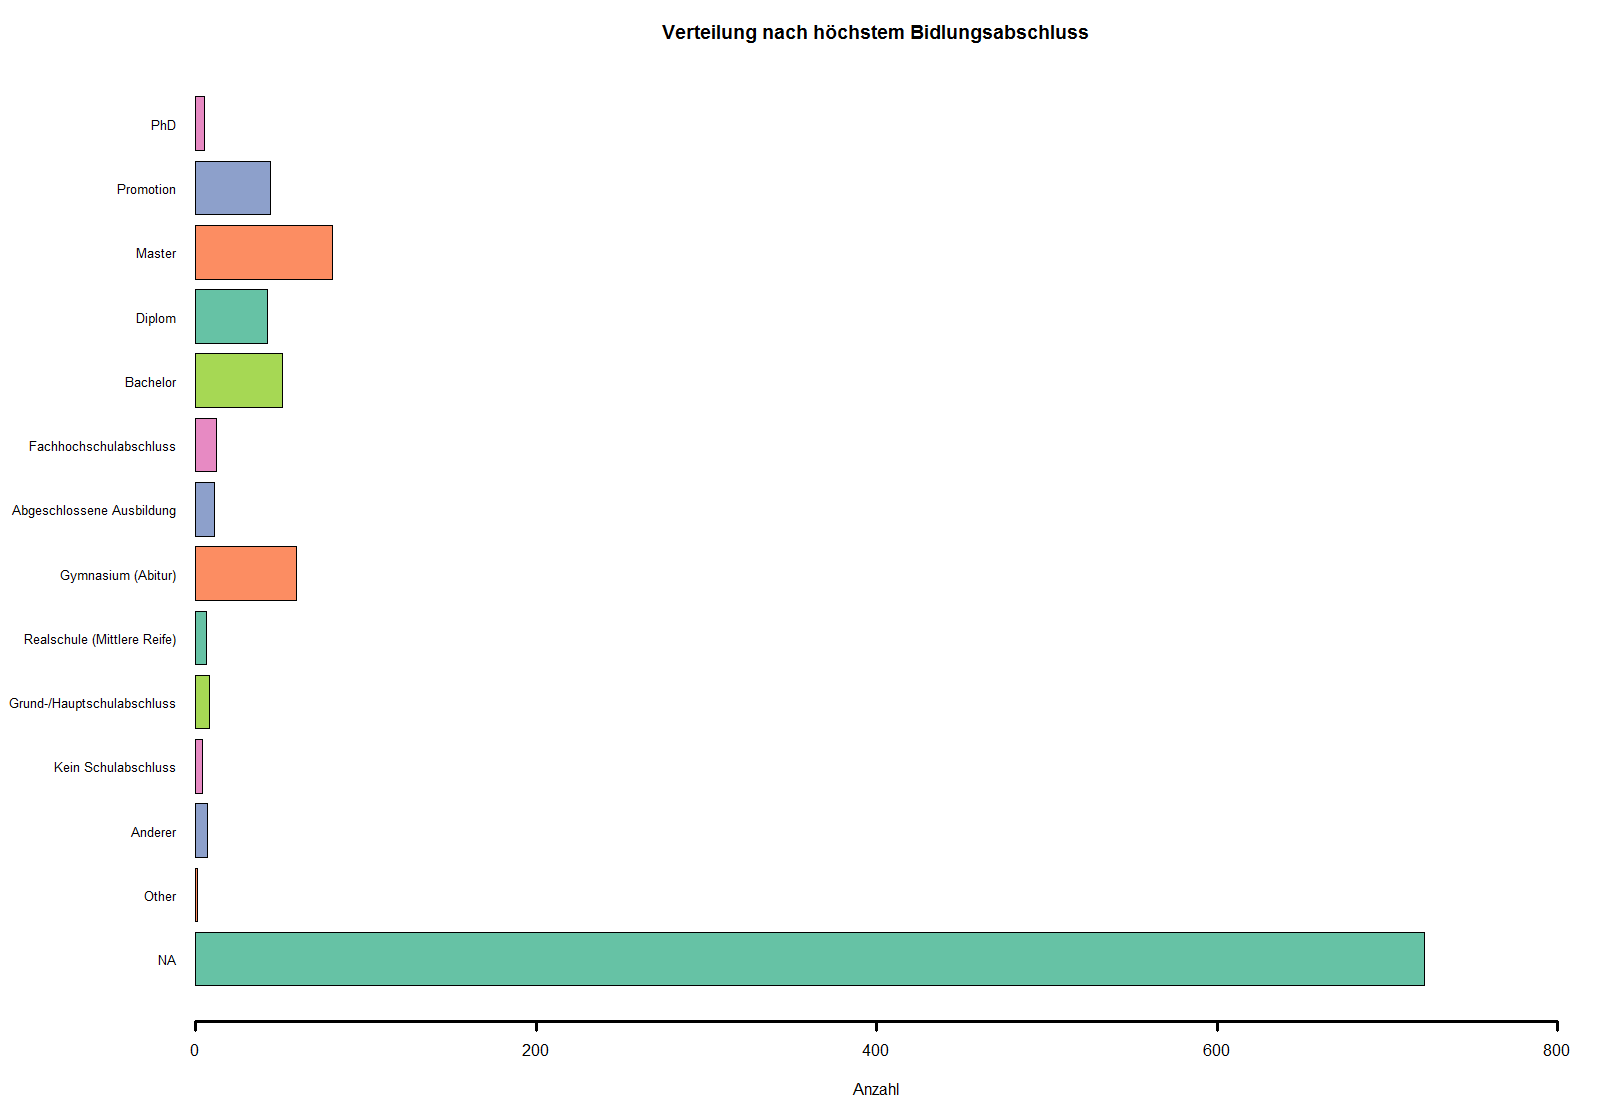 Verteilung nach höchstem Bidlungsabschluss
PhD
Promotion
Master
Diplom
Bachelor
Fachhochschulabschluss
Abgeschlossene Ausbildung
Gymnasium (Abitur)
Realschule (Mittlere Reife)
Grund-/Hauptschulabschluss
Kein Schulabschluss
Anderer
Other
NA
0 200 400 600 800
Anzahl